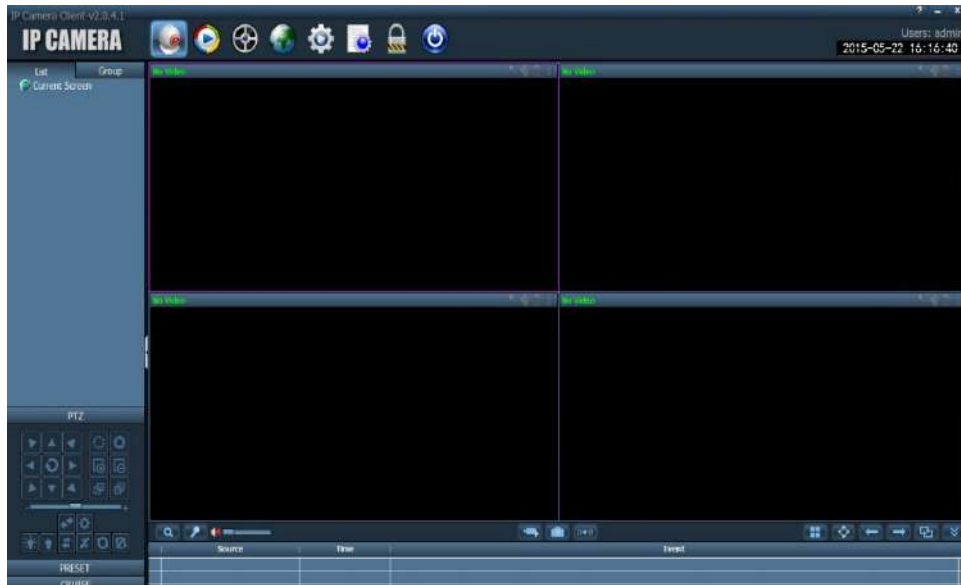 IP Camera Client-v2.0.4.1
IP CAMERA
Users: admin
2015-05-22 16:16:40
List Group
Current Screen
No Video
No Video
No Video
No Video
PTZ
Source Time Event
PRESET
CRUISE